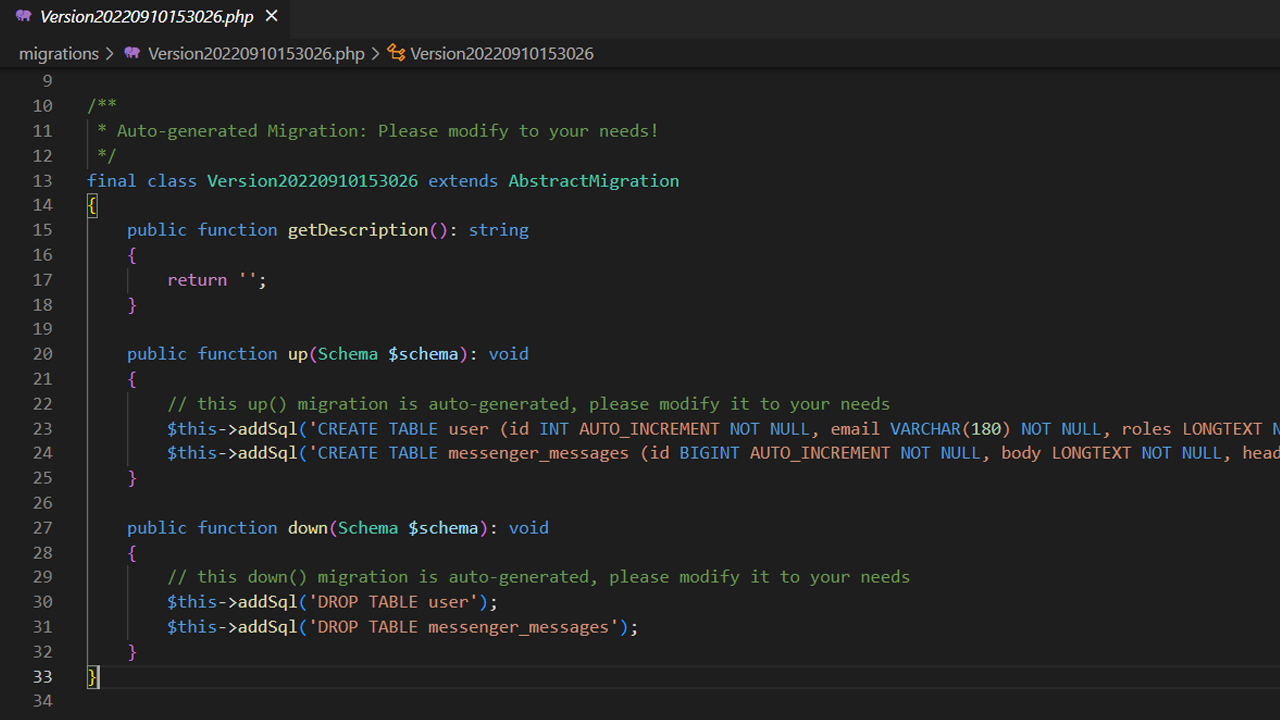 Version20220910153026.php ×
migrations > Version20220910153026.php > Version20220910153026
9
10 /**
11 * Auto-generated Migration: Please modify to your needs!
12 */
13 final class Version20220910153026 extends AbstractMigration
14 {
15 public function getDescription(): string
16 {
17 return '';
18 }
19
20 public function up(Schema $schema): void
21 {
22 // this up() migration is auto-generated, please modify it to your needs
23 $this->addSql('CREATE TABLE user (id INT AUTO_INCREMENT NOT NULL, email VARCHAR(180) NOT NULL, roles LONGTEXT N
24 $this->addSql('CREATE TABLE messenger_messages (id BIGINT AUTO_INCREMENT NOT NULL, body LONGTEXT NOT NULL, head
25 }
26
27 public function down(Schema $schema): void
28 {
29 // this down() migration is auto-generated, please modify it to your needs
30 $this->addSql('DROP TABLE user');
31 $this->addSql('DROP TABLE messenger_messages');
32 }
33 }
34